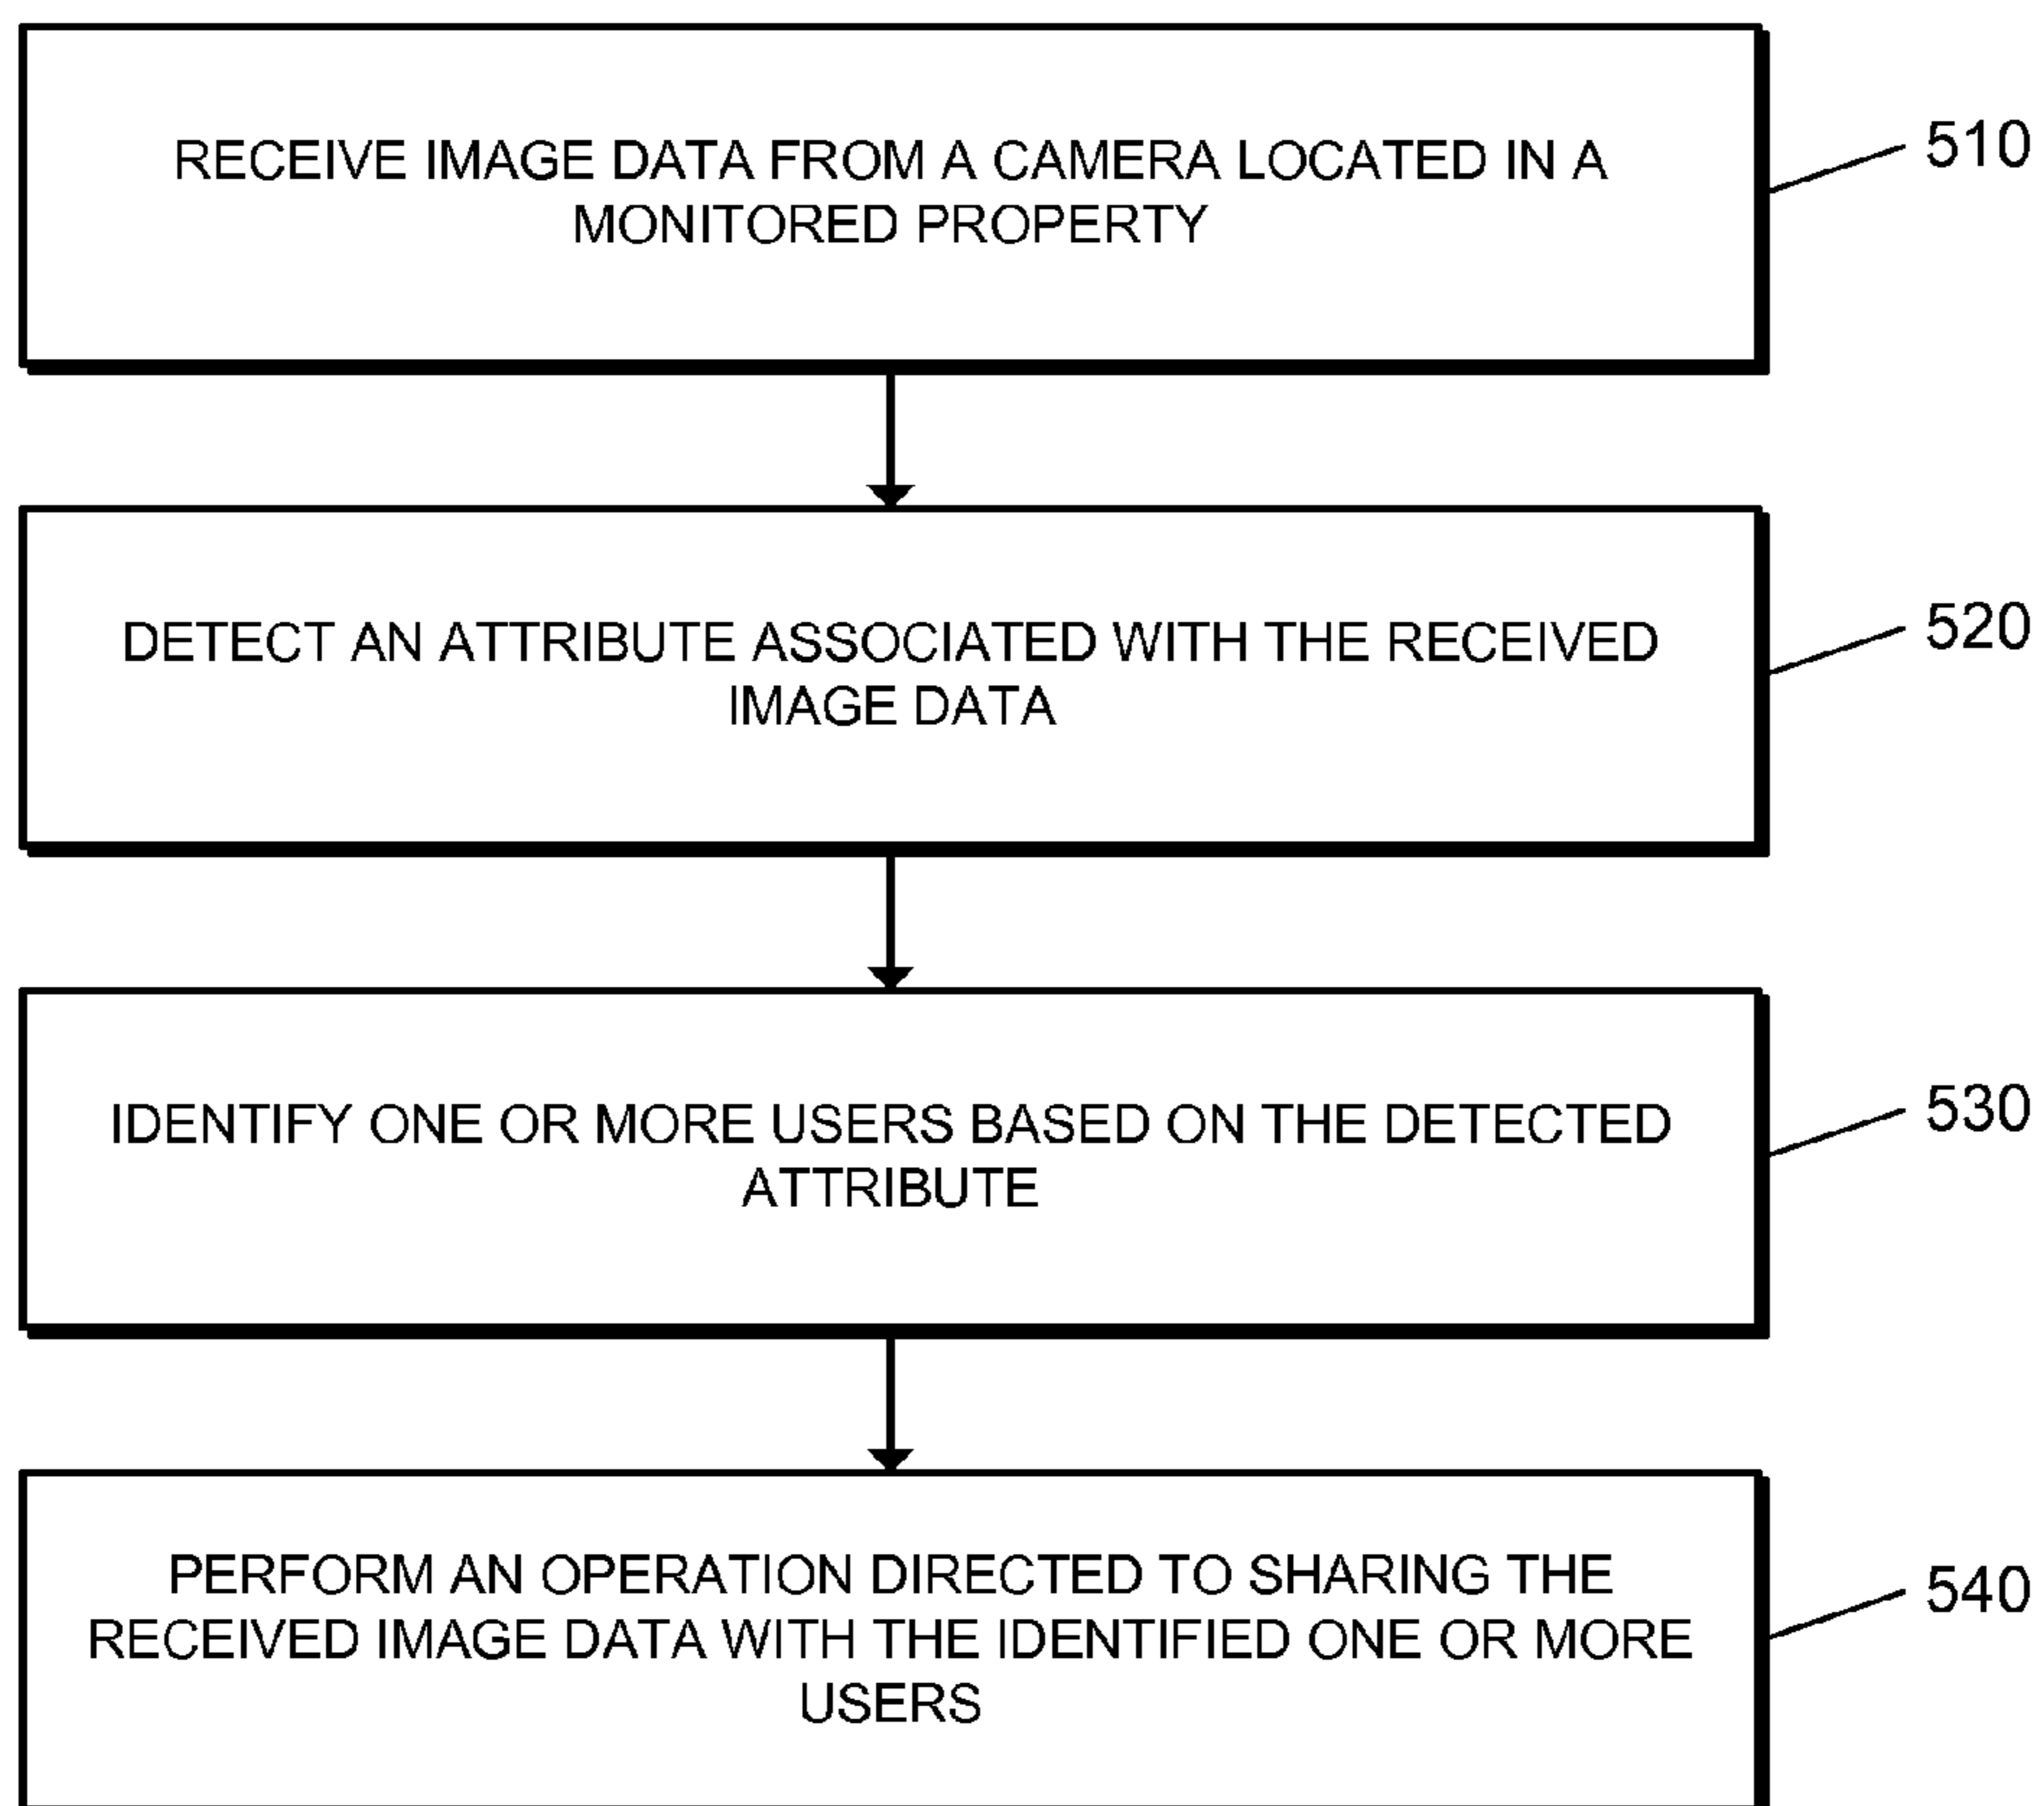 RECEIVE IMAGE DATA FROM A CAMERA LOCATED IN A
MONITORED PROPERTY
510
DETECT AN ATTRIBUTE ASSOCIATED WITH THE RECEIVED
IMAGE DATA
520
IDENTIFY ONE OR MORE USERS BASED ON THE DETECTED
ATTRIBUTE
530
PERFORM AN OPERATION DIRECTED TO SHARING THE
RECEIVED IMAGE DATA WITH THE IDENTIFIED ONE OR MORE
USERS
540